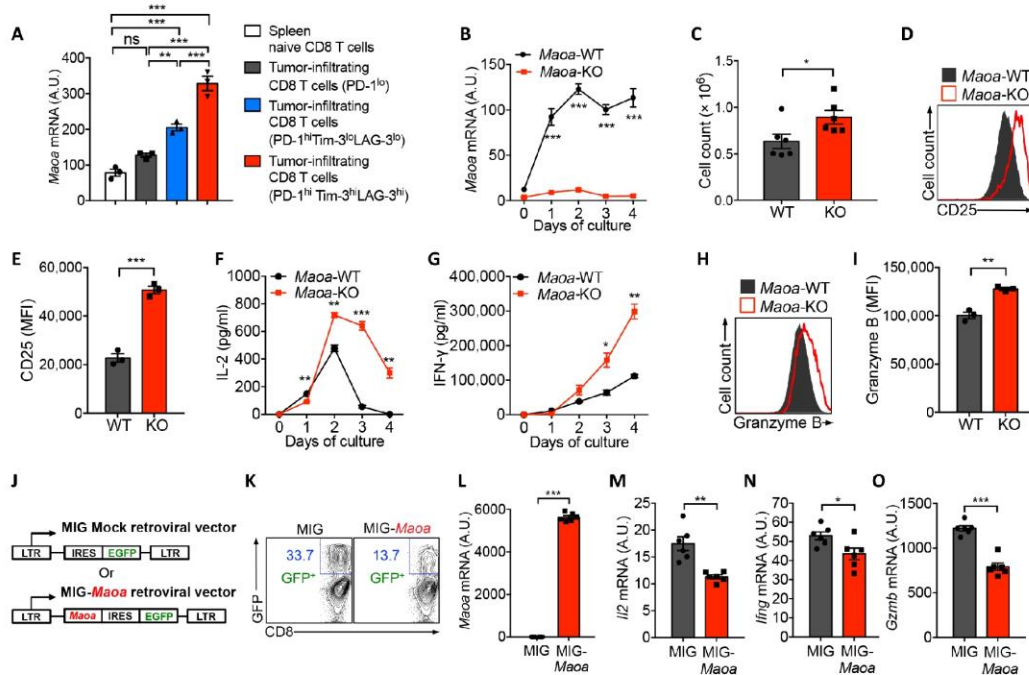 A
Maoa mRNA (A.U.)
400
300
200
100
0
***
***
ns
***
**
***
Spleen
naive CD8 T cells
Tumor-infiltrating
CD8 T cells (PD-1lo)
Tumor-infiltrating
CD8 T cells
(PD-1hiTim-3loLAG-3lo)
Tumor-infiltrating
CD8 T cells
(PD-1hi Tim-3hiLAG-3hi)
B
Maoa-WT
Maoa-KO
Maoa mRNA (A.U.)
150
100
50
0
***
***
***
***
0 1 2 3 4
Days of culture
C
Cell count (× 10⁶)
1.5
1.0
0.5
0.0
*
WT KO
D
Maoa-WT
Maoa-KO
Cell count
CD25
E
CD25 (MFI)
60,000
40,000
20,000
0
***
WT KO
F
Maoa-WT
Maoa-KO
IL-2 (pg/ml)
1000
800
600
400
200
0
**
**
***
**
0 1 2 3 4
Days of culture
G
Maoa-WT
Maoa-KO
IFN-γ (pg/ml)
400,000
300,000
200,000
100,000
0
*
**
0 1 2 3 4
Days of culture
H
Maoa-WT
Maoa-KO
Cell count
Granzyme B
I
Granzyme B (MFI)
150,000
100,000
50,000
0
**
WT KO
J
MIG Mock retroviral vector
LTR IRES EGFP LTR
Or
MIG-Maoa retroviral vector
LTR Maoa IRES EGFP LTR
K
MIG MIG-Maoa
33.7 13.7
GFP+ GFP+
GFP
CD8
L
Maoa mRNA (A.U.)
6000
4000
2000
0
***
MIG MIG-
Maoa
M
Il2 mRNA (A.U.)
25
20
15
10
5
0
**
MIG MIG-
Maoa
N
Ifng mRNA (A.U.)
80
60
40
20
0
*
MIG MIG-
Maoa
O
Gzmb mRNA (A.U.)
1500
1200
900
600
300
0
***
MIG MIG-
Maoa